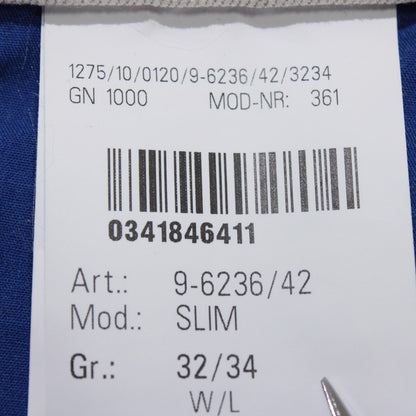 1275/10/0120/9-6236/42/3234
GN 1000 MOD-NR: 361
0341846411
Art.: 9-6236/42
Mod.: SLIM
Gr.: 32/34
W/L